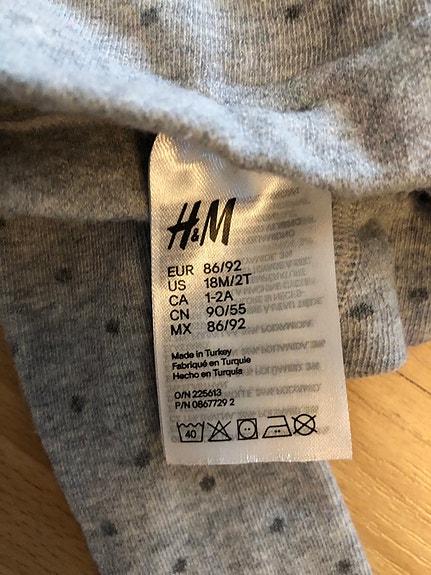 H&M
EUR 86/92
US 18M/2T
CA 1-2A
CN 90/55
MX 86/92
Made in Turkey
Fabriqué en Turquie
Hecho en Turquía
O/N 225613
P/N 0867729 2
40